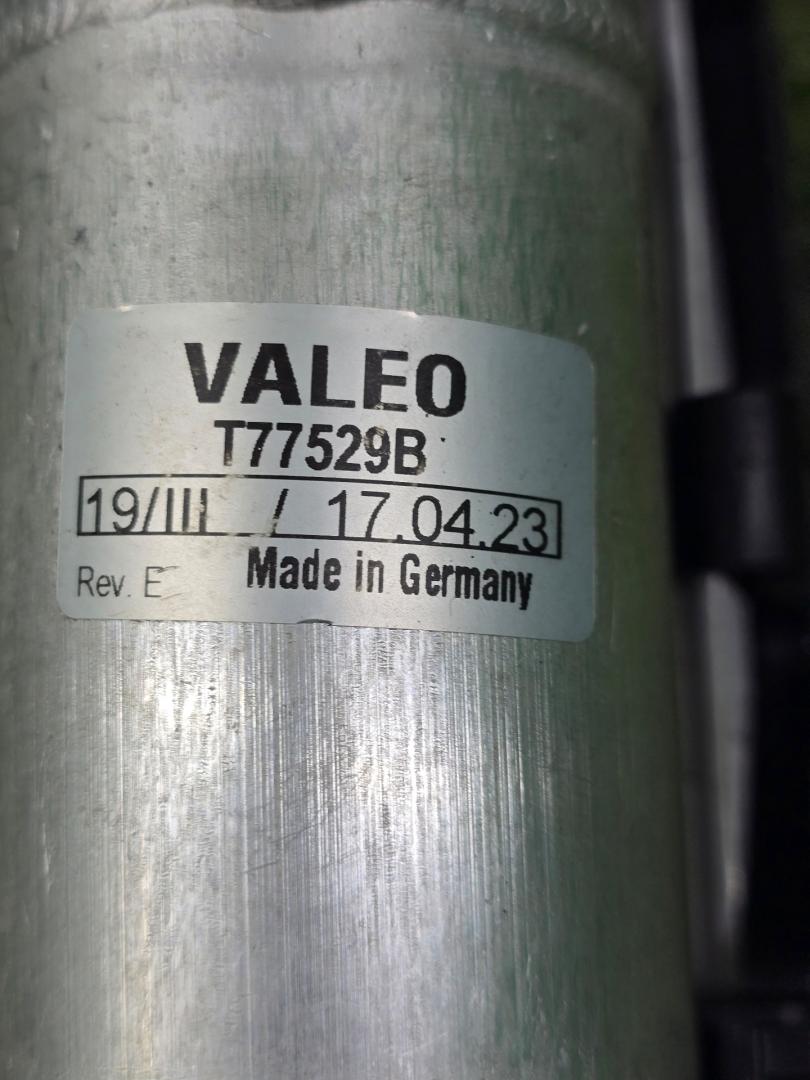 VALEO
T77529B
19/III / 17.04.23
Rev. E Made in Germany